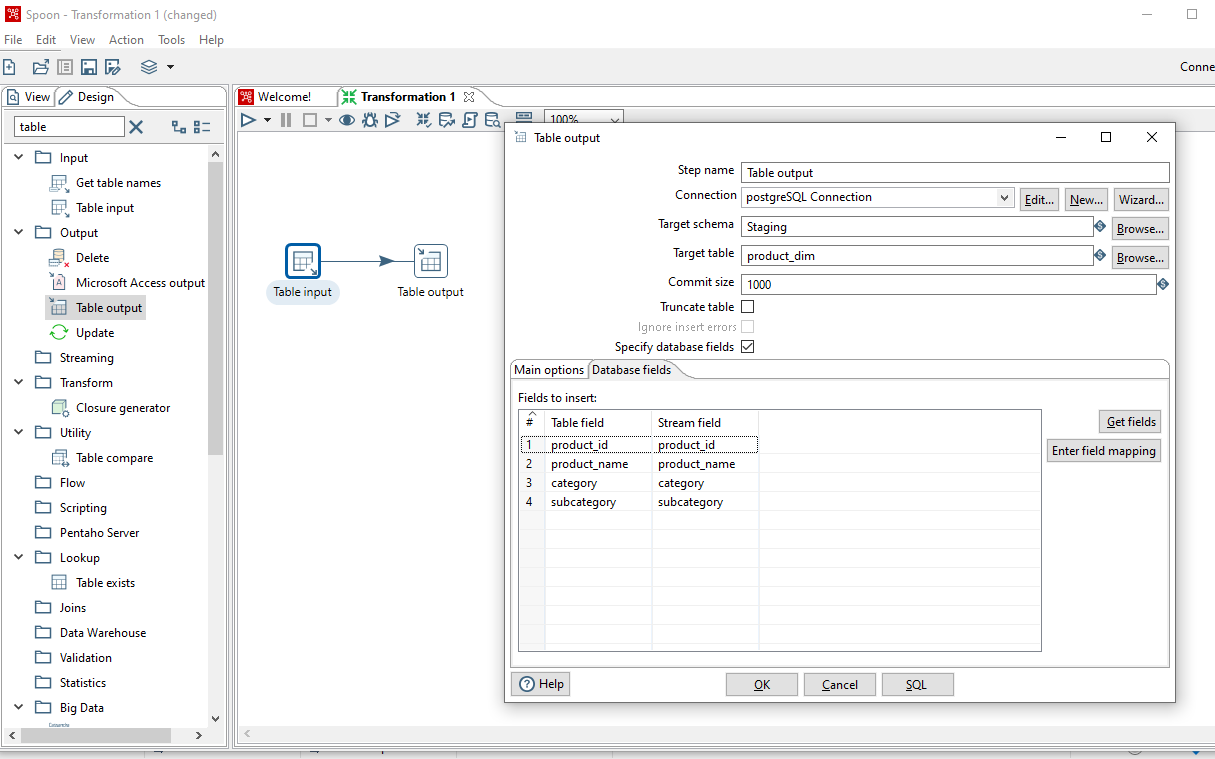 Spoon - Transformation 1 (changed)
File Edit View Action Tools Help
Conne
View Design
Welcome! Transformation 1
table
100%
Input
Get table names
Table input
Output
Delete
Microsoft Access output
Table output
Update
Streaming
Transform
Closure generator
Utility
Table compare
Flow
Scripting
Pentaho Server
Lookup
Table exists
Joins
Data Warehouse
Validation
Statistics
Big Data
Table input
Table output
Table output
Step name Table output
Connection postgreSQL Connection Edit... New... Wizard...
Target schema Staging Browse...
Target table product_dim Browse...
Commit size 1000
Truncate table
Ignore insert errors
Specify database fields
Main options Database fields
Fields to insert:
# Table field Stream field
1 product_id product_id
2 product_name product_name
3 category category
4 subcategory subcategory
Get fields
Enter field mapping
Help OK Cancel SQL